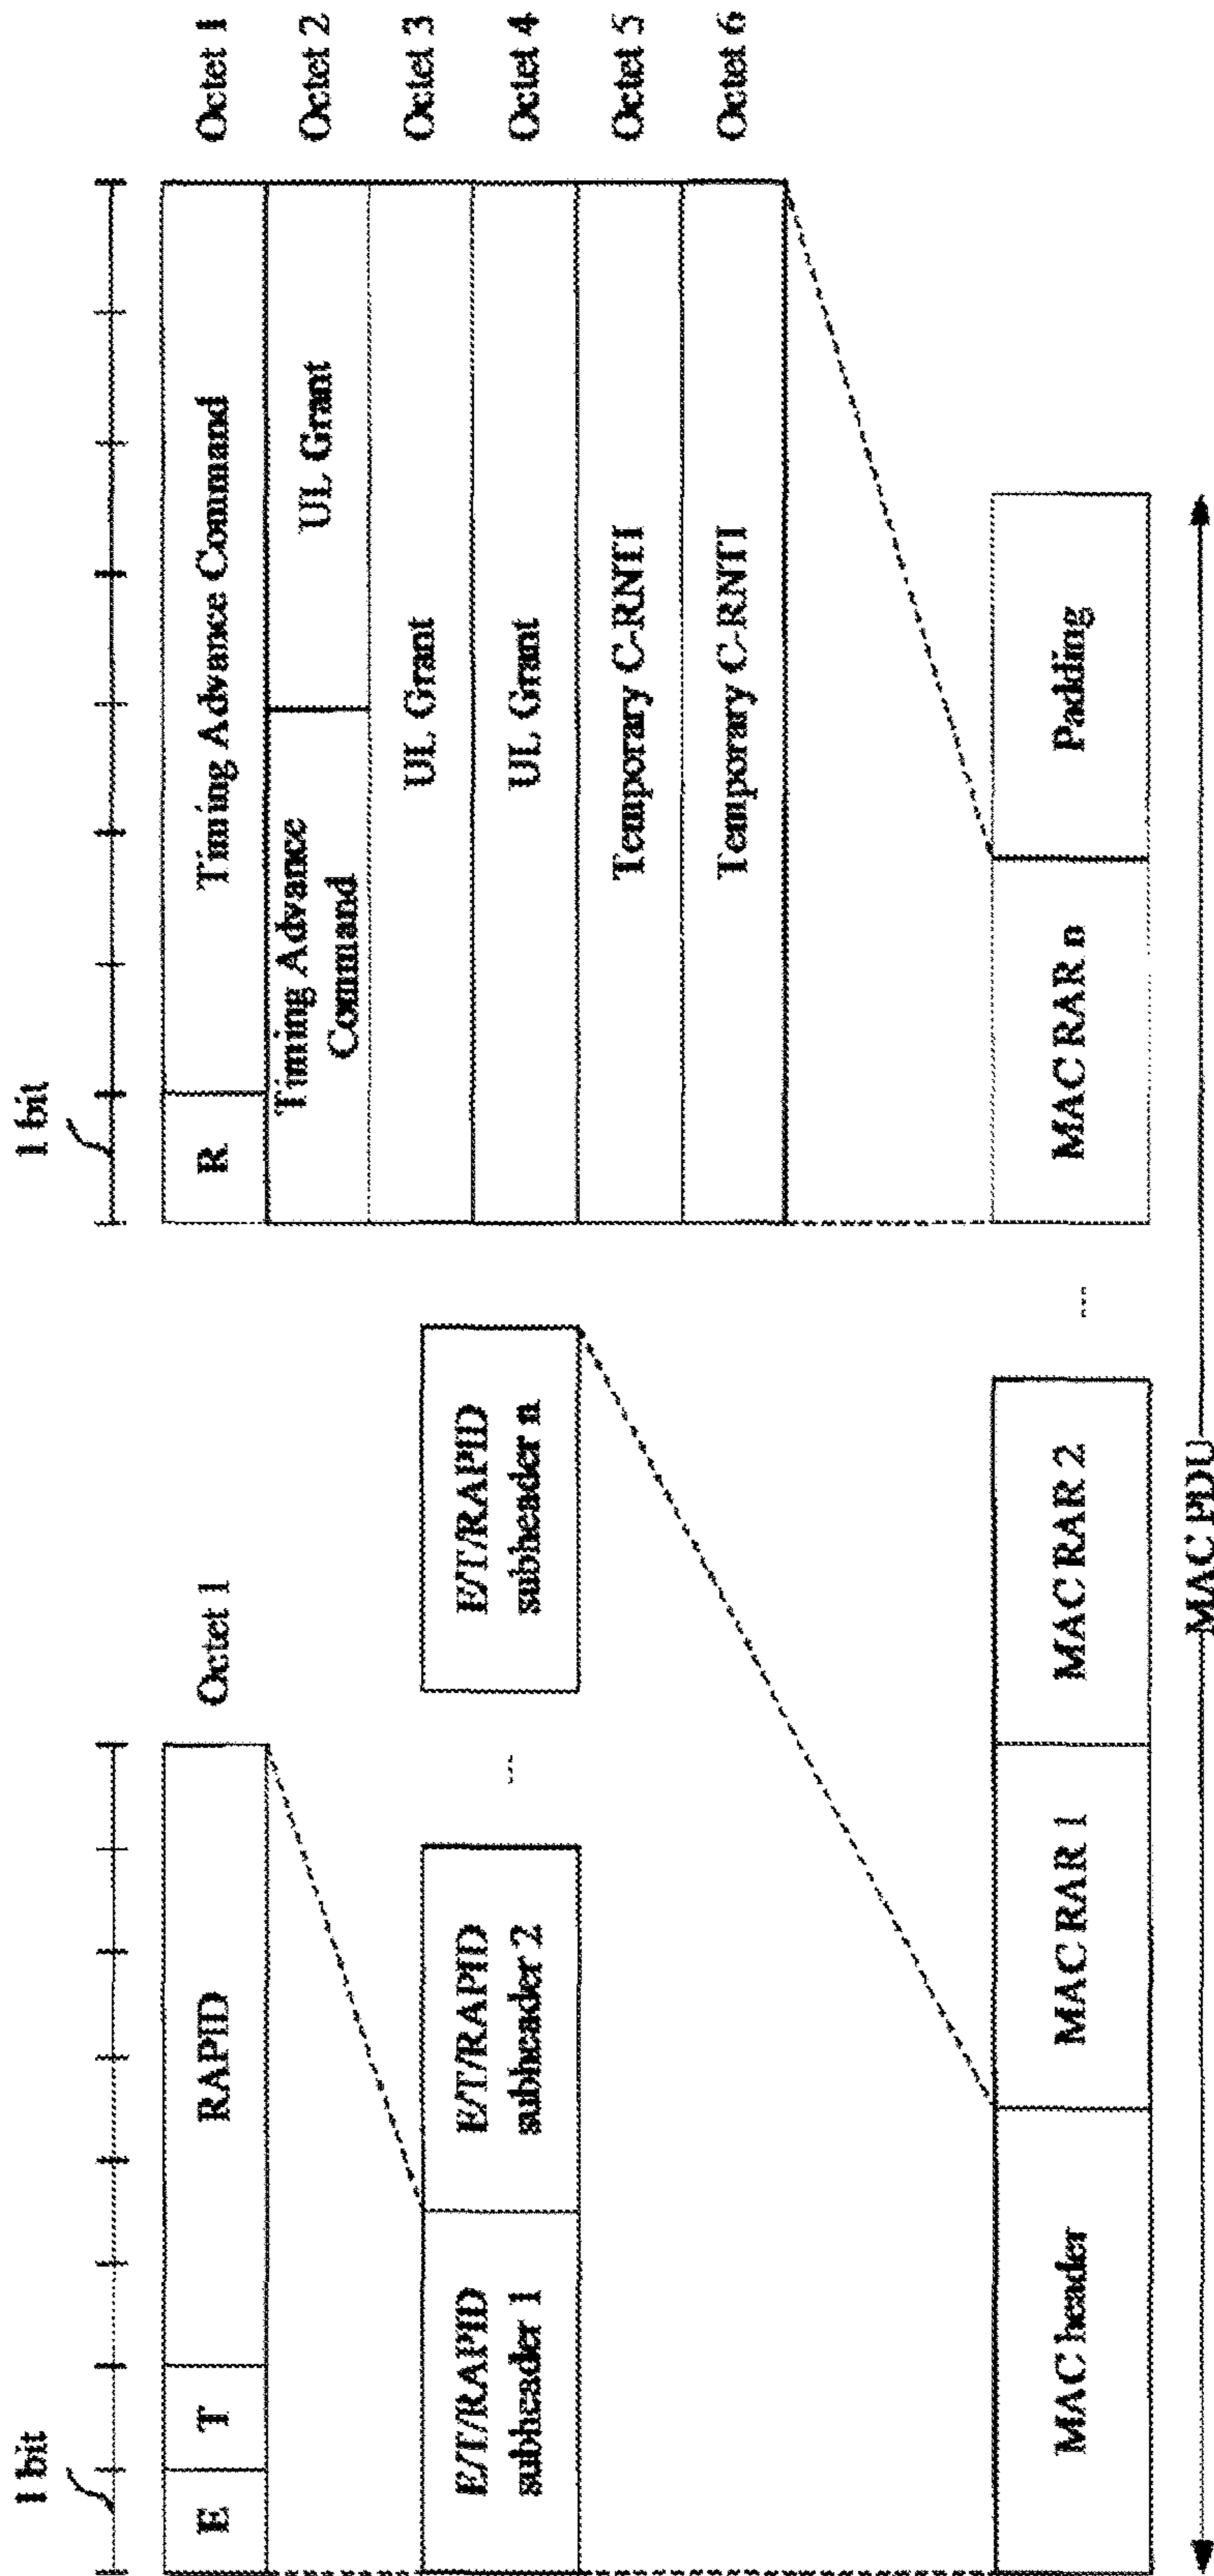 1 bit
E
T
RAPID
Octet 1
E/T/RAPID
subheader 1
E/T/RAPID
subheader 2
...
E/T/RAPID
subheader n
1 bit
R
Timing Advance Command
Octet 1
Timing Advance
Command
UL Grant
Octet 2
UL Grant
Octet 3
UL Grant
Octet 4
Temporary C-RNTI
Octet 5
Temporary C-RNTI
Octet 6
MAC header
MAC RAR 1
MAC RAR 2
...
MAC RAR n
Padding
MAC PDU